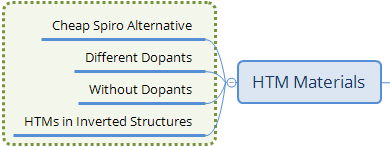 Cheap Spiro Alternative
Different Dopants
Without Dopants
HTMs in Inverted Structures
HTM Materials